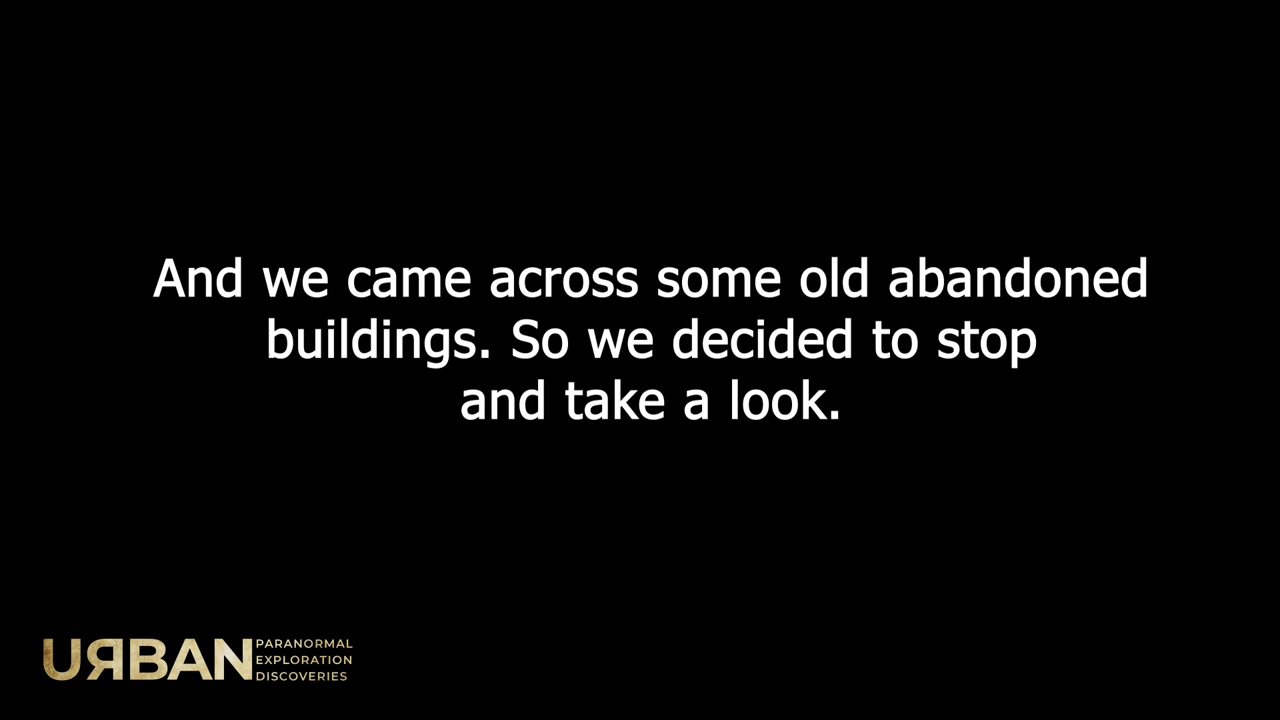 And we came across some old abandoned
buildings. So we decided to stop
and take a look.
URBAN
PARANORMAL
EXPLORATION
DISCOVERIES